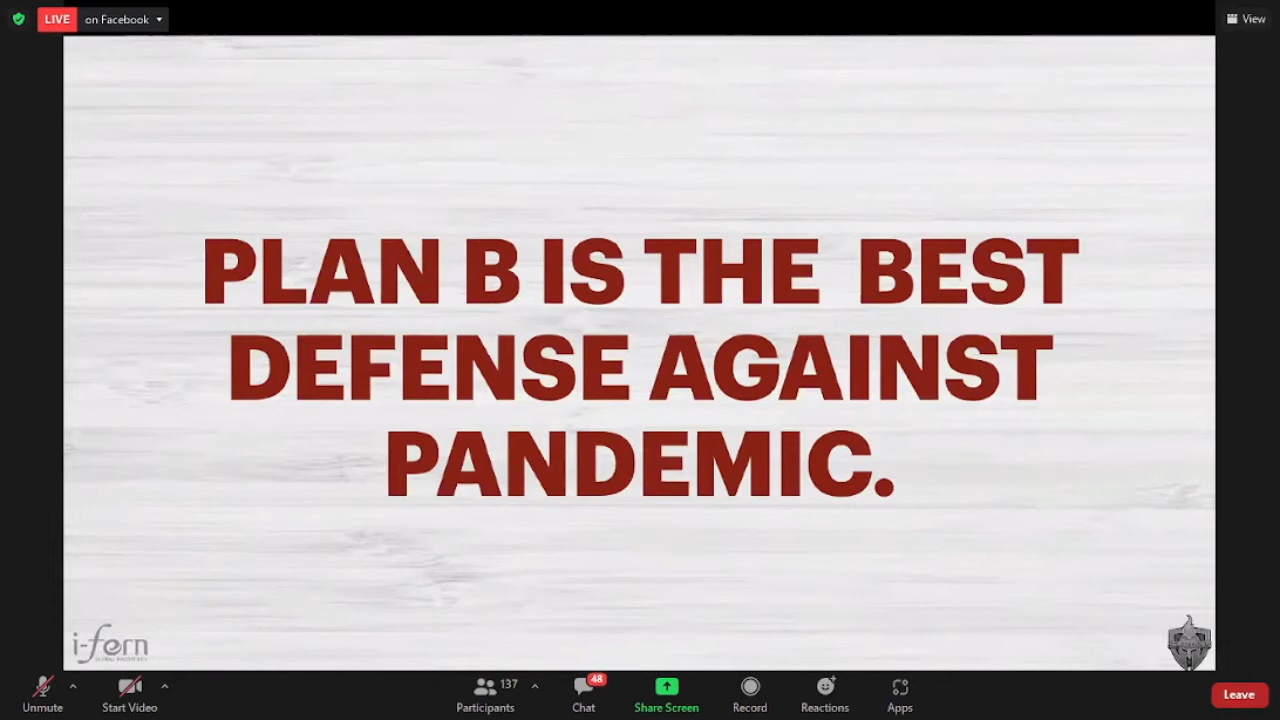 LIVE on Facebook
View
PLAN B IS THE BEST
DEFENSE AGAINST
PANDEMIC.
i-fern
Unmute
Start Video
137
Participants
48
Chat
Share Screen
Record
Reactions
Apps
Leave